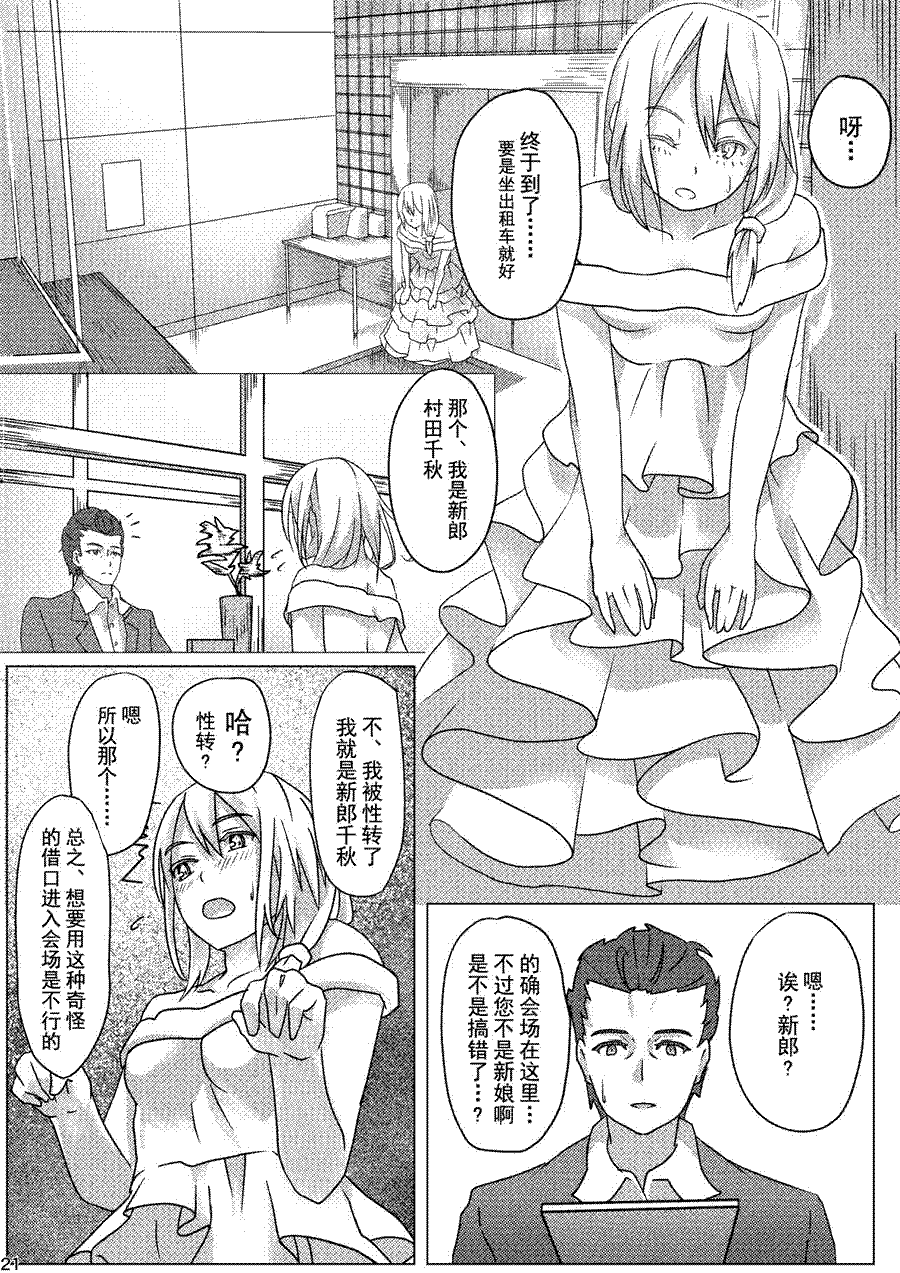 呀…
终于到了……
要是坐出租车就好
那个、我是新郎
村田千秋
嗯……
诶？新郎？
的确会场在这里…
不过您不是新娘啊
是不是搞错了…？
不、我被性转了
我就是新郎千秋
哈？
性转？
嗯
所以那个……
总之、想要用这种奇怪
的借口进入会场是不行的
21